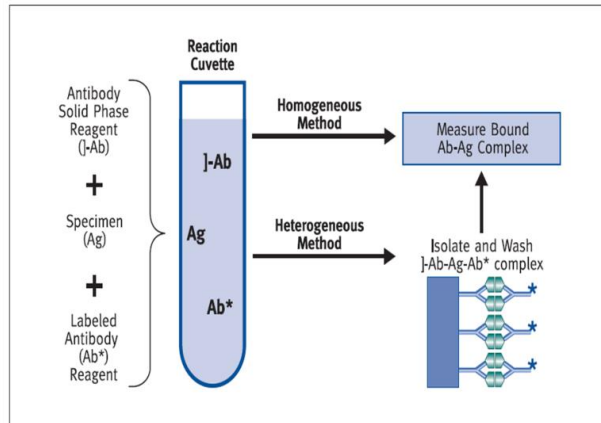 Reaction
Cuvette
Antibody
Solid Phase
Reagent
(]-Ab)
+
Specimen
(Ag)
+
Labeled
Antibody
(Ab*)
Reagent
]-Ab
Ag
Ab*
Homogeneous
Method
Heterogeneous
Method
Measure Bound
Ab-Ag Complex
Isolate and Wash
]-Ab-Ag-Ab* complex
*
*
*